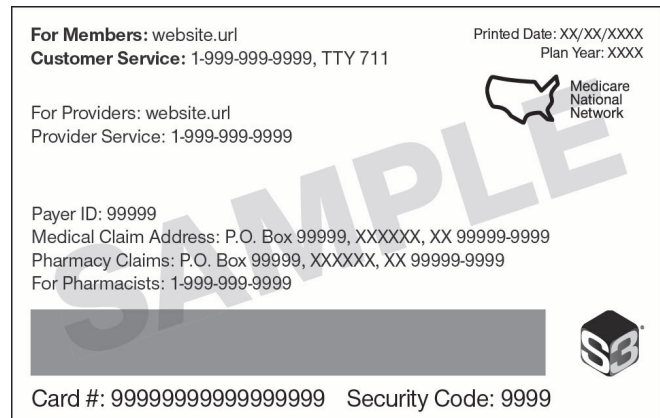 For Members: website.url
Customer Service: 1-999-999-9999, TTY 711
Printed Date: XX/XX/XXXX
Plan Year: XXXX
Medicare
National
Network
For Providers: website.url
Provider Service: 1-999-999-9999
SAMPLE
Payer ID: 99999
Medical Claim Address: P.O. Box 99999, XXXXXX, XX 99999-9999
Pharmacy Claims: P.O. Box 99999, XXXXXX, XX 99999-9999
For Pharmacists: 1-999-999-9999
S3
Card #: 99999999999999999 Security Code: 9999